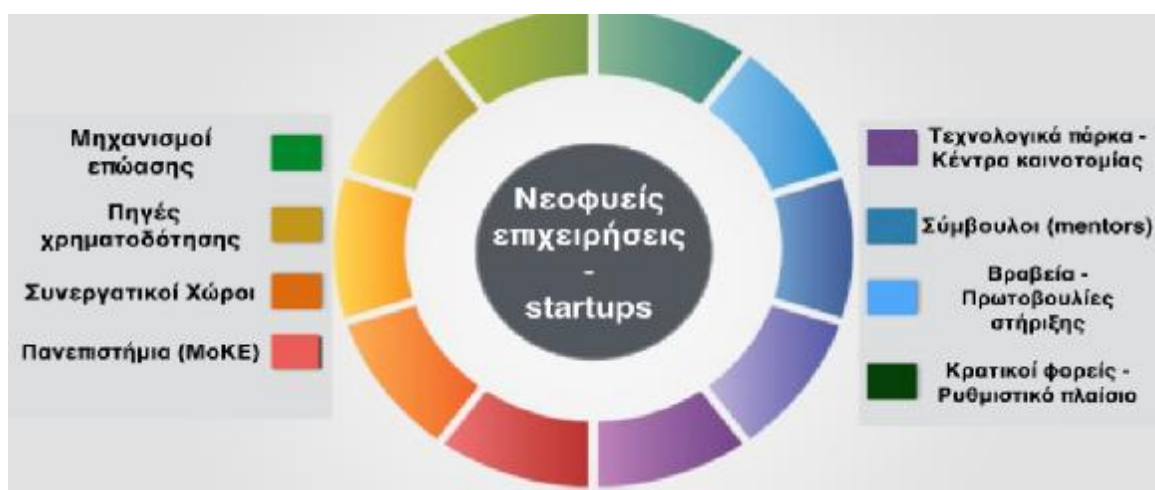 Μηχανισμοί
επώασης
Πηγές
χρηματοδότησης
Συνεργατικοί Χώροι
Πανεπιστήμια (ΜοΚΕ)
Νεοφυείς
επιχειρήσεις
-
startups
Τεχνολογικά πάρκα -
Κέντρα καινοτομίας
Σύμβουλοι (mentors)
Βραβεία -
Πρωτοβουλίες
στήριξης
Κρατικοί φορείς -
Ρυθμιστικό πλαίσιο